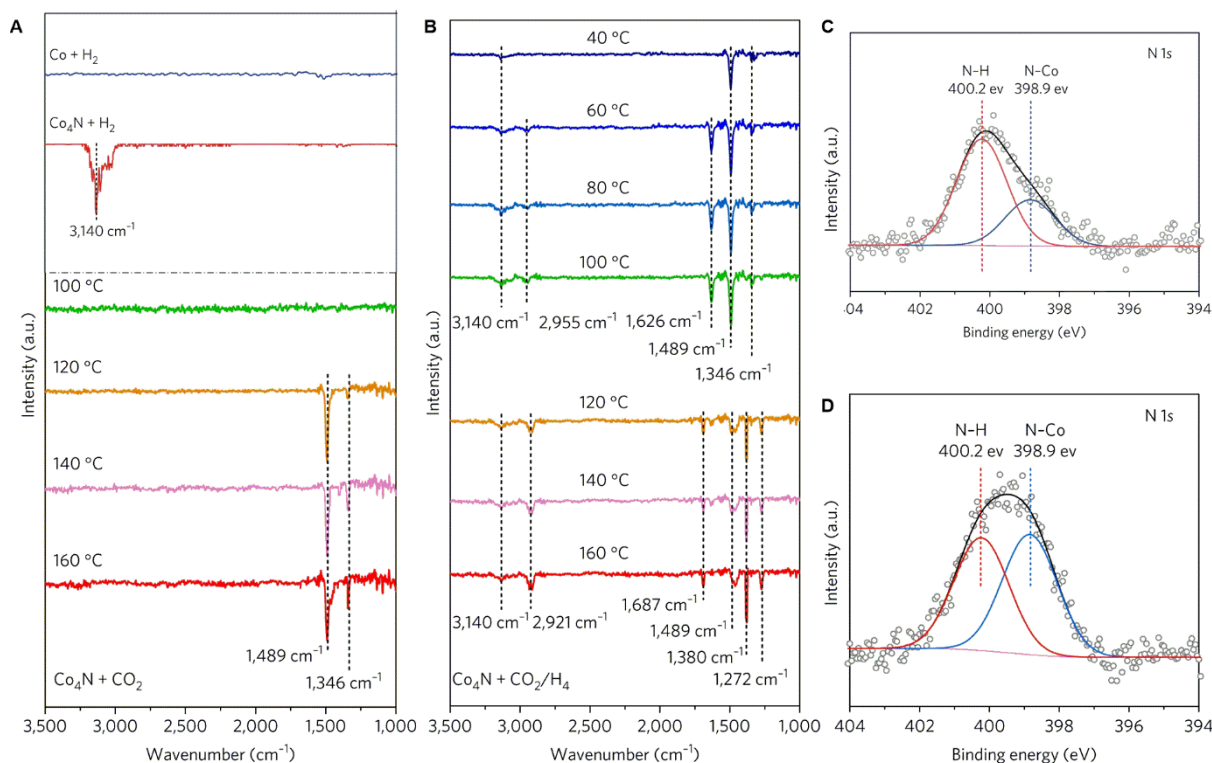 A
Co + H₂
Co₄N + H₂
3,140 cm⁻¹
100 °C
120 °C
140 °C
160 °C
1,489 cm⁻¹
1,346 cm⁻¹
Co₄N + CO₂
Intensity (a.u.)
3,500 3,000 2,500 2,000 1,500 1,000
Wavenumber (cm⁻¹)
B
40 °C
60 °C
80 °C
100 °C
3,140 cm⁻¹ 2,955 cm⁻¹ 1,626 cm⁻¹
1,489 cm⁻¹
1,346 cm⁻¹
120 °C
140 °C
160 °C
1,687 cm⁻¹
3,140 cm⁻¹ 2,921 cm⁻¹ 1,489 cm⁻¹
1,380 cm⁻¹
1,272 cm⁻¹
Co₄N + CO₂/H₄
Intensity (a.u.)
3,500 3,000 2,500 2,000 1,500 1,000
Wavenumber (cm⁻¹)
C
N 1s
N–H N–Co
400.2 ev 398.9 ev
Intensity (a.u.)
404 402 400 398 396 394
Binding energy (eV)
D
N 1s
N–H N–Co
400.2 ev 398.9 ev
Intensity (a.u.)
404 402 400 398 396 394
Binding energy (eV)